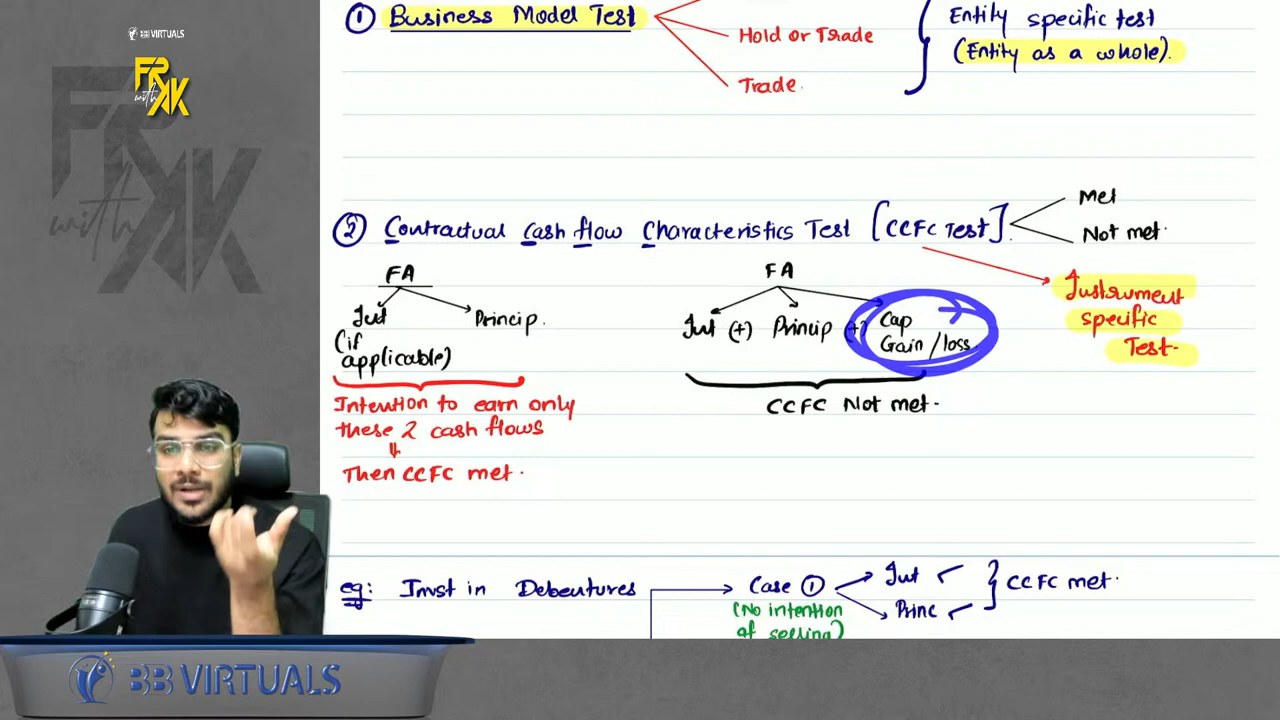 BB VIRTUALS
FR
with
KK
① Business Model Test
Hold or Trade
Trade.
Entity specific test
(Entity as a whole).
② Contractual Cash flow Characteristics Test [CCFC Test].
Met
Not met.
Instrument
specific
Test.
FA
Int
(if
applicable)
Princip.
Intention to earn only
these 2 cash flows
Then CCFC met.
FA
Int (+) Princip (+) Cap
Gain / loss
CCFC Not met.
eg: Invst in Debentures
Case ①
(No intention
of selling)
Int ✓
Princ ✓
CCFC met.
BB VIRTUALS